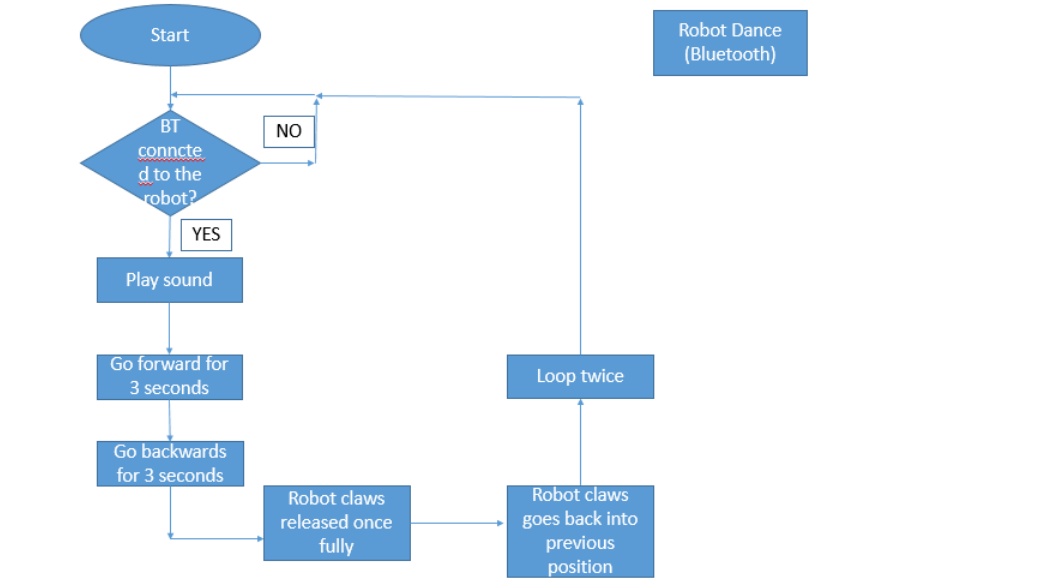 Start
Robot Dance
(Bluetooth)
BT
conncte
d to the
robot?
NO
YES
Play sound
Go forward for
3 seconds
Go backwards
for 3 seconds
Robot claws
released once
fully
Robot claws
goes back into
previous
position
Loop twice